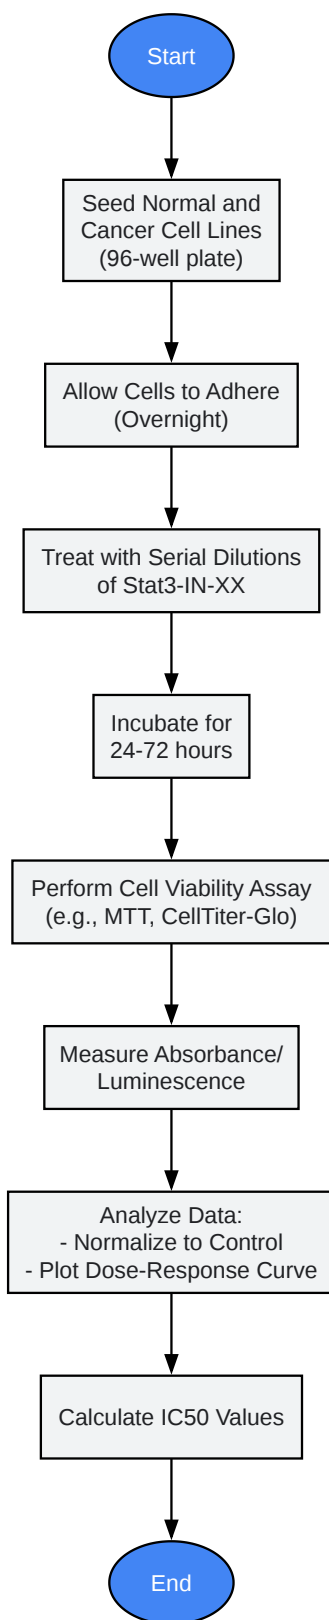 Start
Seed Normal and
Cancer Cell Lines
(96-well plate)
Allow Cells to Adhere
(Overnight)
Treat with Serial Dilutions
of Stat3-IN-XX
Incubate for
24-72 hours
Perform Cell Viability Assay
(e.g., MTT, CellTiter-Glo)
Measure Absorbance/
Luminescence
Analyze Data:
- Normalize to Control
- Plot Dose-Response Curve
Calculate IC50 Values
End